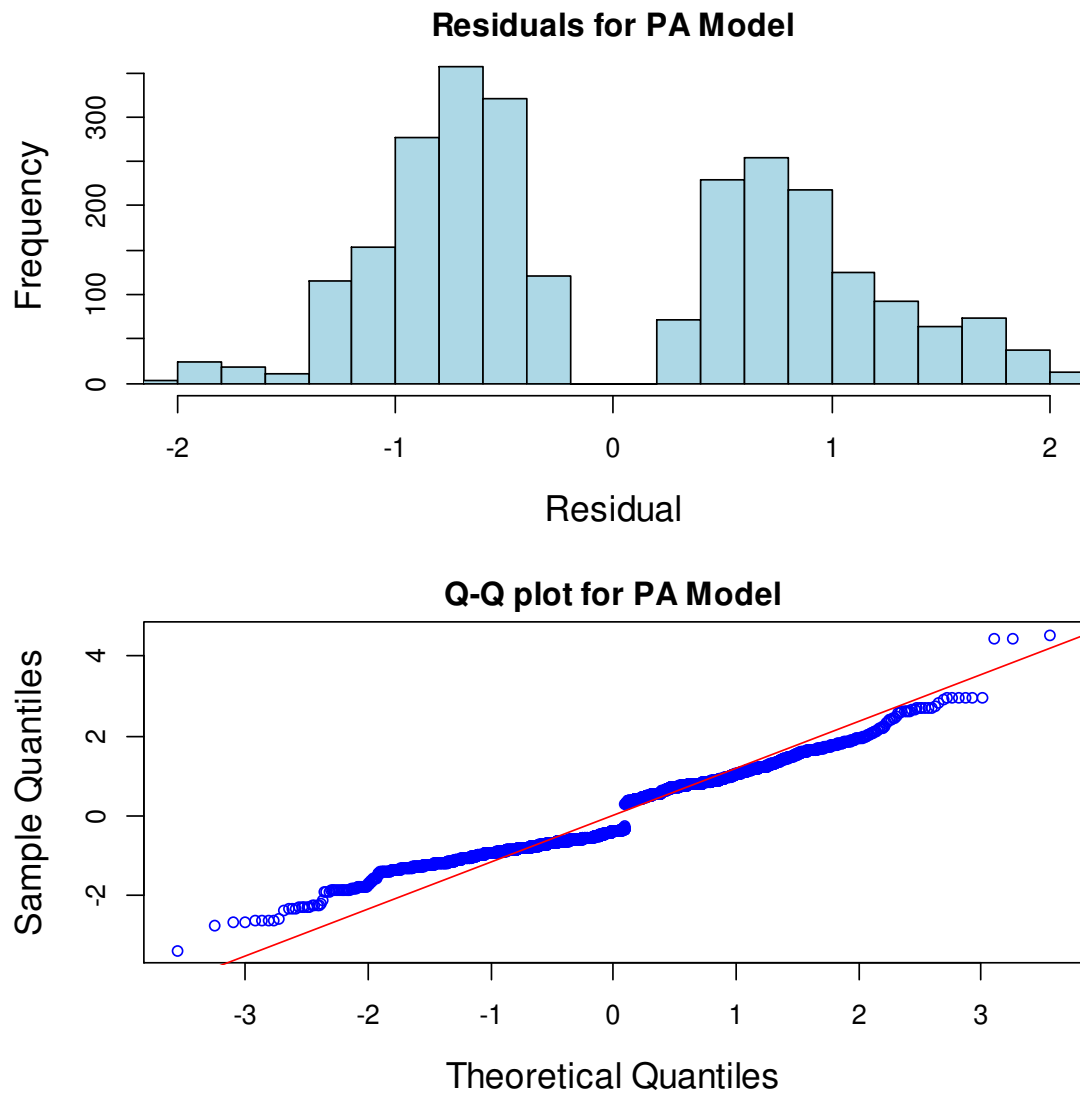 Residuals for PA Model
Frequency
300
200
100
0
-2 -1 0 1 2
Residual
Q-Q plot for PA Model
Sample Quantiles
4
2
0
-2
-3 -2 -1 0 1 2 3
Theoretical Quantiles